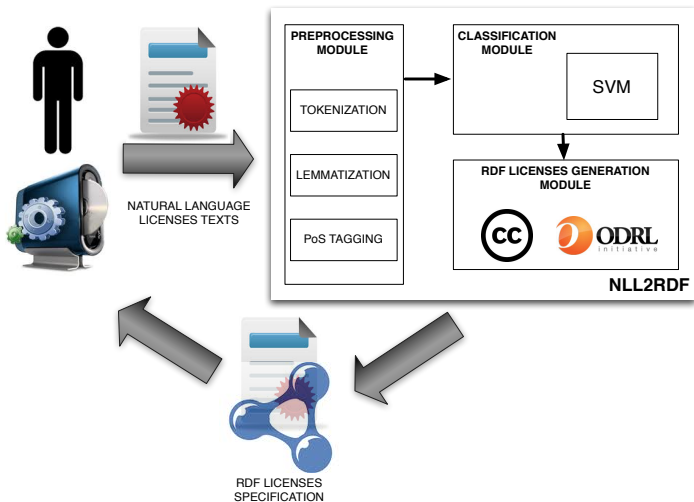 PREPROCESSING
MODULE
TOKENIZATION
LEMMATIZATION
PoS TAGGING
CLASSIFICATION
MODULE
SVM
RDF LICENSES GENERATION
MODULE
cc
ODRL
initiative
NLL2RDF
NATURAL LANGUAGE
LICENSES TEXTS
RDF LICENSES
SPECIFICATION